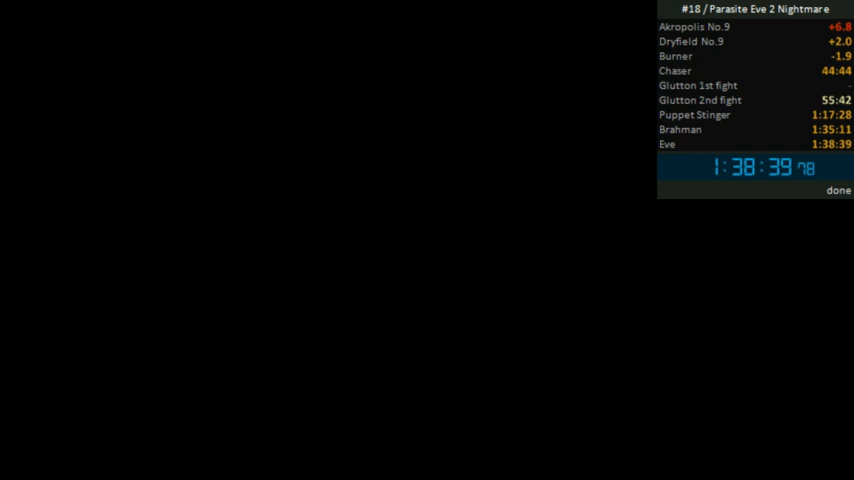 #18 / Parasite Eve 2 Nightmare
Akropolis No.9 +6.8
Dryfield No.9 +2.0
Burner -1.9
Chaser 44:44
Glutton 1st fight -
Glutton 2nd fight 55:42
Puppet Stinger 1:17:28
Brahman 1:35:11
Eve 1:38:39
1:38:39 78
done